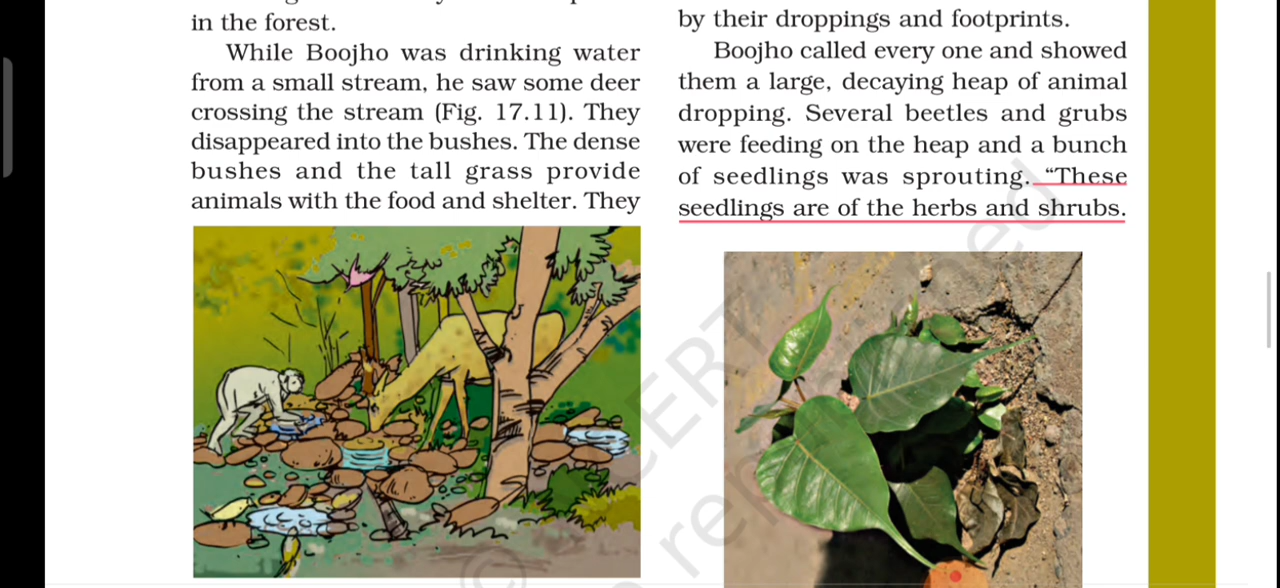 in the forest.
While Boojho was drinking water
from a small stream, he saw some deer
crossing the stream (Fig. 17.11). They
disappeared into the bushes. The dense
bushes and the tall grass provide
animals with the food and shelter. They
by their droppings and footprints.
Boojho called every one and showed
them a large, decaying heap of animal
dropping. Several beetles and grubs
were feeding on the heap and a bunch
of seedlings was sprouting. “These
seedlings are of the herbs and shrubs.